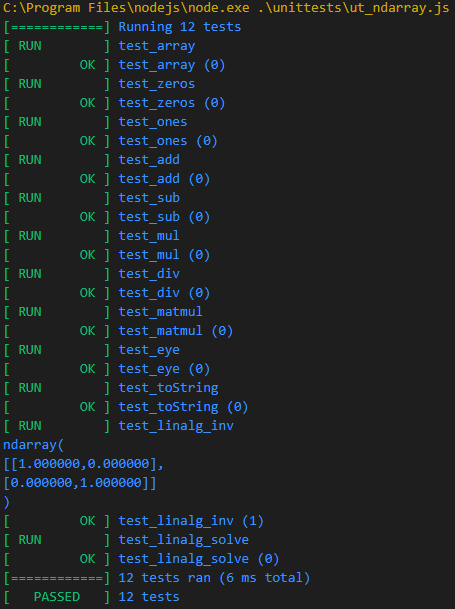 C:\Program Files\nodejs\node.exe .\unittests\ut_ndarray.js
[============] Running 12 tests
[ RUN        ] test_array
[         OK ] test_array (0)
[ RUN        ] test_zeros
[         OK ] test_zeros (0)
[ RUN        ] test_ones
[         OK ] test_ones (0)
[ RUN        ] test_add
[         OK ] test_add (0)
[ RUN        ] test_sub
[         OK ] test_sub (0)
[ RUN        ] test_mul
[         OK ] test_mul (0)
[ RUN        ] test_div
[         OK ] test_div (0)
[ RUN        ] test_matmul
[         OK ] test_matmul (0)
[ RUN        ] test_eye
[         OK ] test_eye (0)
[ RUN        ] test_toString
[         OK ] test_toString (0)
[ RUN        ] test_linalg_inv
ndarray(
[[1.000000,0.000000],
[0.000000,1.000000]]
)
[         OK ] test_linalg_inv (1)
[ RUN        ] test_linalg_solve
[         OK ] test_linalg_solve (0)
[============] 12 tests ran (6 ms total)
[   PASSED   ] 12 tests